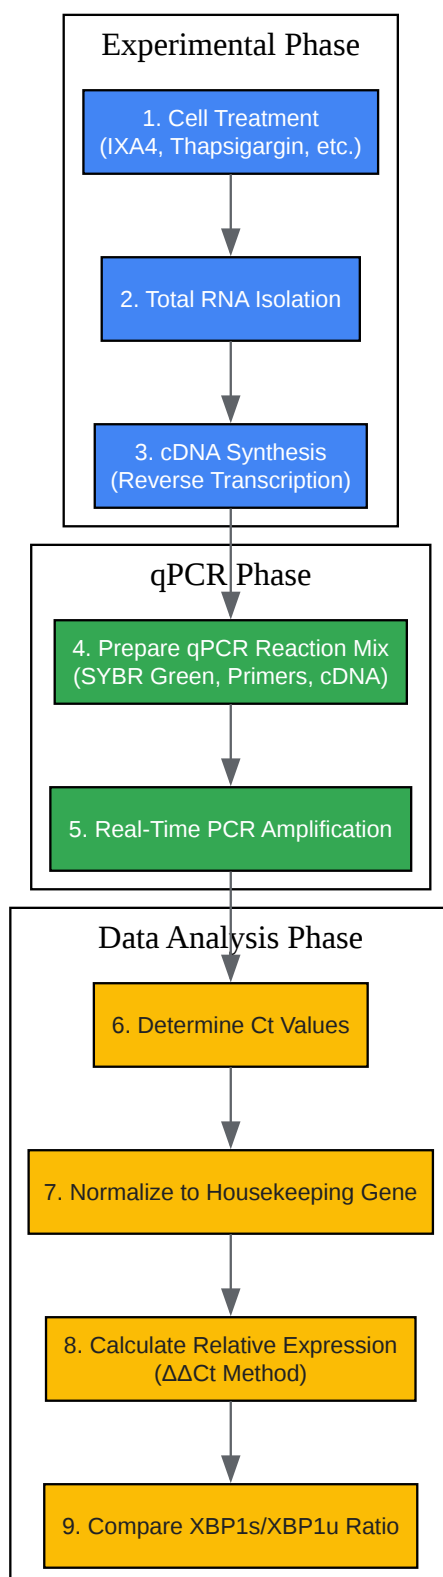 Experimental Phase
1. Cell Treatment
(IXA4, Thapsigargin, etc.)
2. Total RNA Isolation
3. cDNA Synthesis
(Reverse Transcription)
qPCR Phase
4. Prepare qPCR Reaction Mix
(SYBR Green, Primers, cDNA)
5. Real-Time PCR Amplification
Data Analysis Phase
6. Determine Ct Values
7. Normalize to Housekeeping Gene
8. Calculate Relative Expression
(ΔΔCt Method)
9. Compare XBP1s/XBP1u Ratio